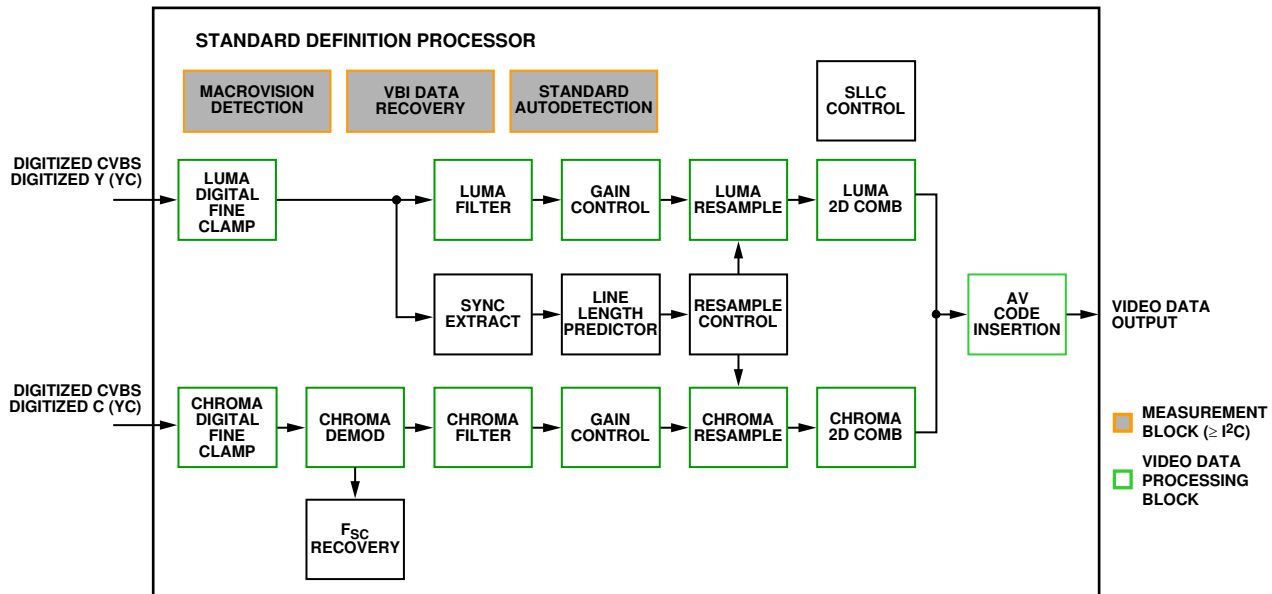 STANDARD DEFINITION PROCESSOR
MACROVISION
DETECTION
VBI DATA
RECOVERY
STANDARD
AUTODETECTION
SLLC
CONTROL
DIGITIZED CVBS
DIGITIZED Y (YC)
LUMA
DIGITAL
FINE
CLAMP
LUMA
FILTER
GAIN
CONTROL
LUMA
RESAMPLE
LUMA
2D COMB
SYNC
EXTRACT
LINE
LENGTH
PREDICTOR
RESAMPLE
CONTROL
AV
CODE
INSERTION
VIDEO DATA
OUTPUT
DIGITIZED CVBS
DIGITIZED C (YC)
CHROMA
DIGITAL
FINE
CLAMP
CHROMA
DEMOD
CHROMA
FILTER
GAIN
CONTROL
CHROMA
RESAMPLE
CHROMA
2D COMB
FSC
RECOVERY
MEASUREMENT
BLOCK (≥ I²C)
VIDEO DATA
PROCESSING
BLOCK